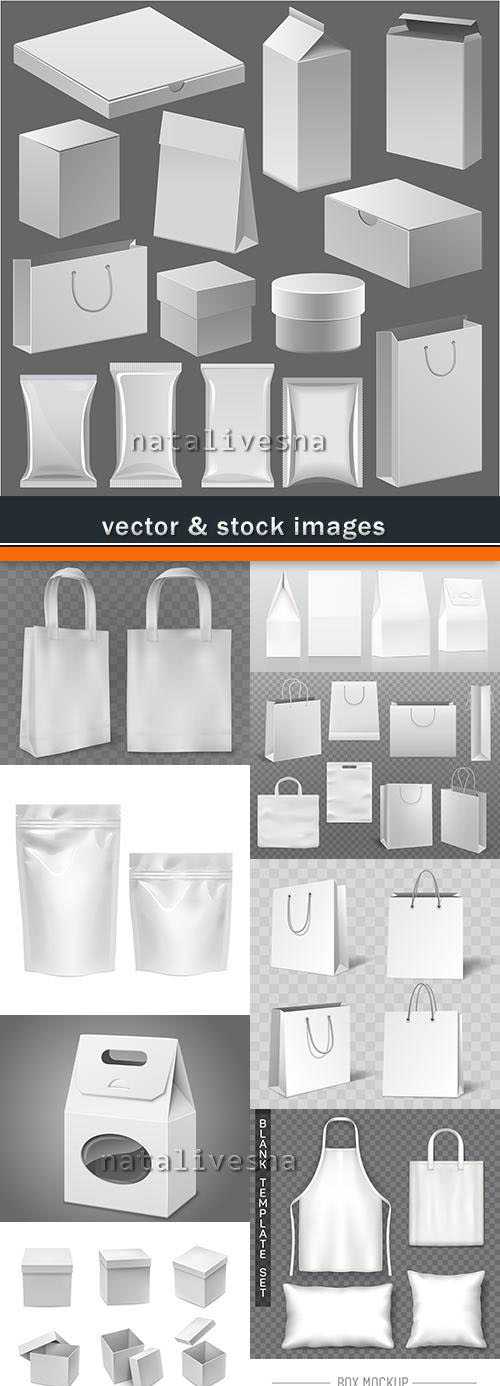 natalivesna
vector & stock images
natalivesna
BLANK TEMPLATE SET
BOX MOCKUP